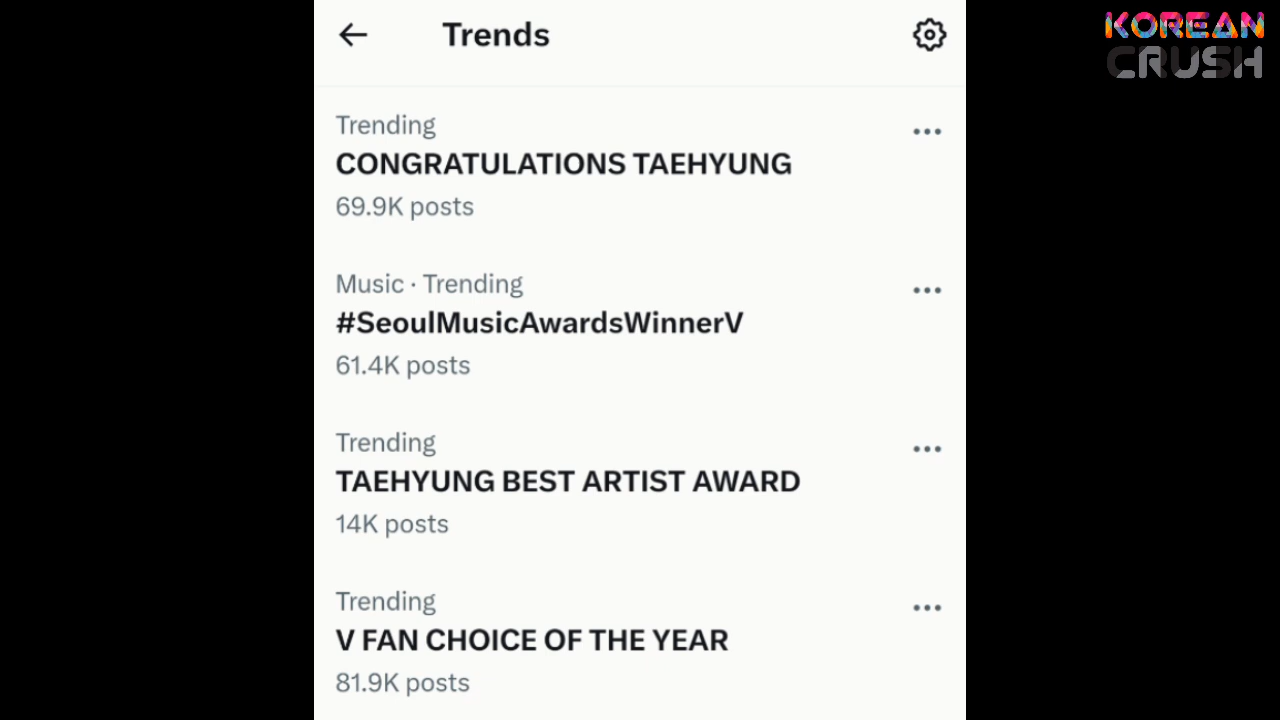 Trends
KOREAN
CRUSH
Trending
CONGRATULATIONS TAEHYUNG
69.9K posts
Music · Trending
#SeoulMusicAwardsWinnerV
61.4K posts
Trending
TAEHYUNG BEST ARTIST AWARD
14K posts
Trending
V FAN CHOICE OF THE YEAR
81.9K posts